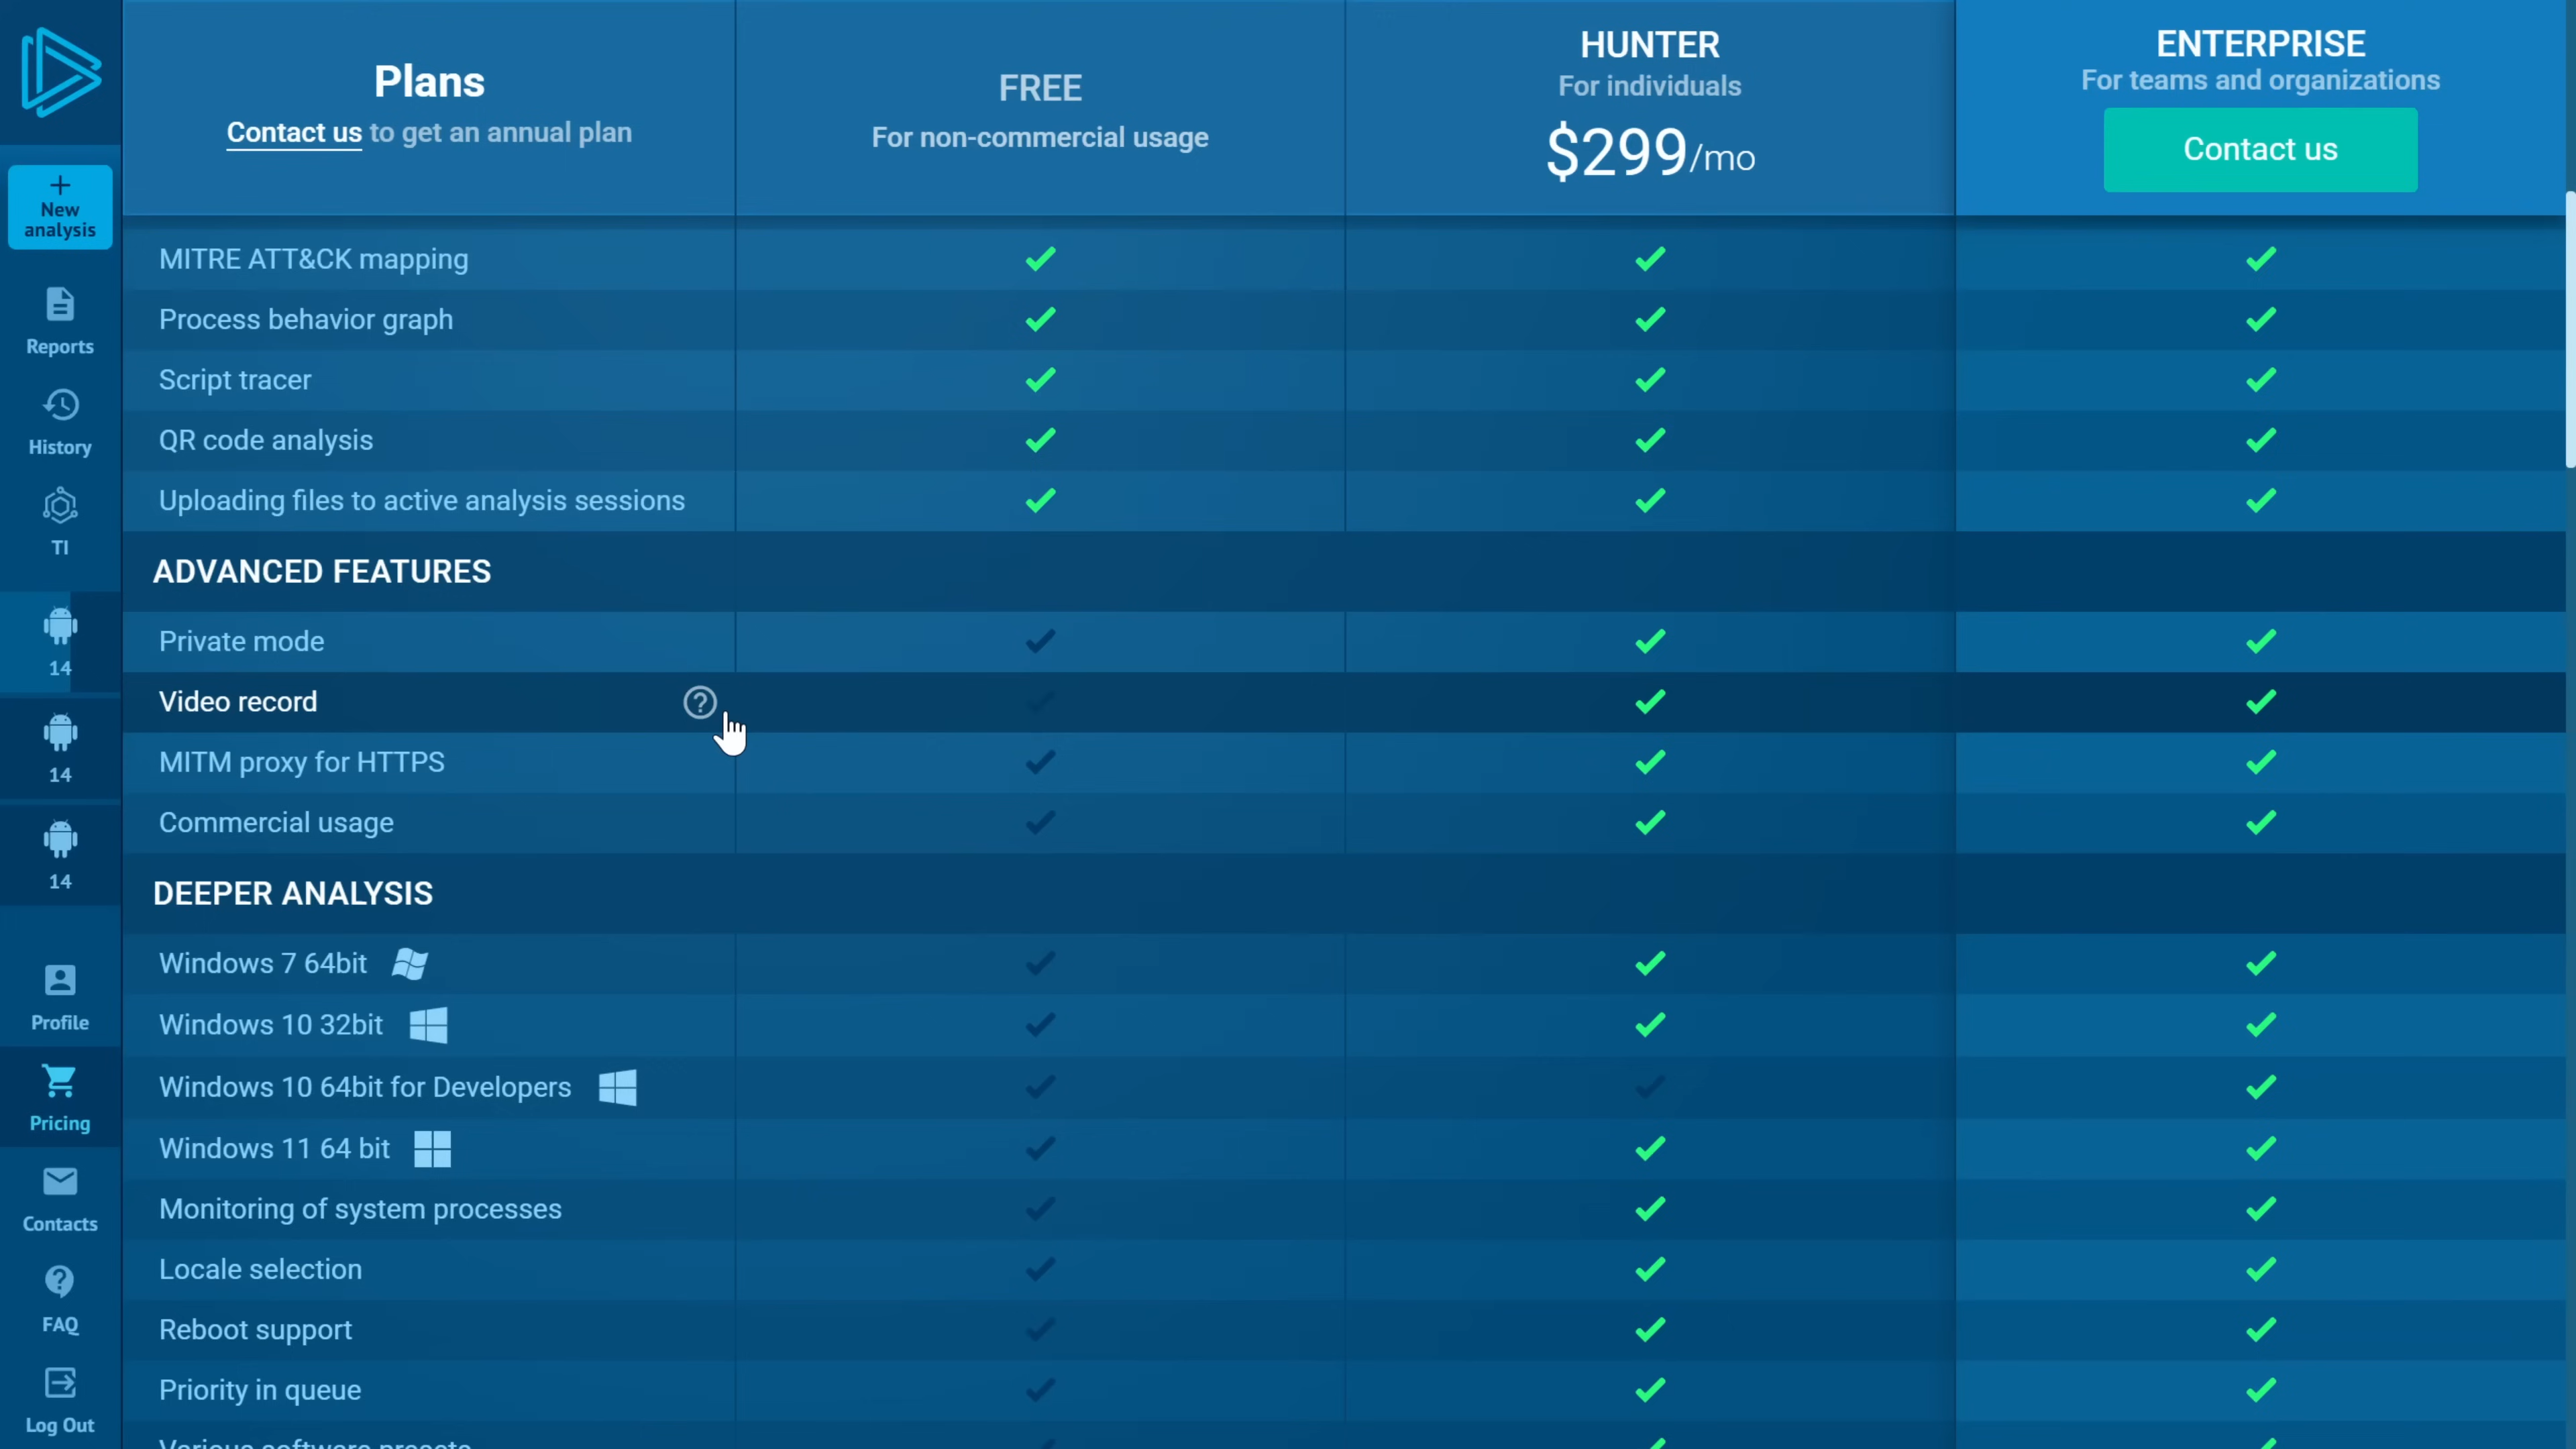 Plans
Contact us to get an annual plan
FREE
For non-commercial usage
HUNTER
For individuals
$299/mo
ENTERPRISE
For teams and organizations
Contact us
+
New
analysis
Reports
History
TI
14
14
14
Profile
Pricing
Contacts
FAQ
Log Out
MITRE ATT&CK mapping
Process behavior graph
Script tracer
QR code analysis
Uploading files to active analysis sessions
ADVANCED FEATURES
Private mode
Video record ?
MITM proxy for HTTPS
Commercial usage
DEEPER ANALYSIS
Windows 7 64bit
Windows 10 32bit
Windows 10 64bit for Developers
Windows 11 64 bit
Monitoring of system processes
Locale selection
Reboot support
Priority in queue